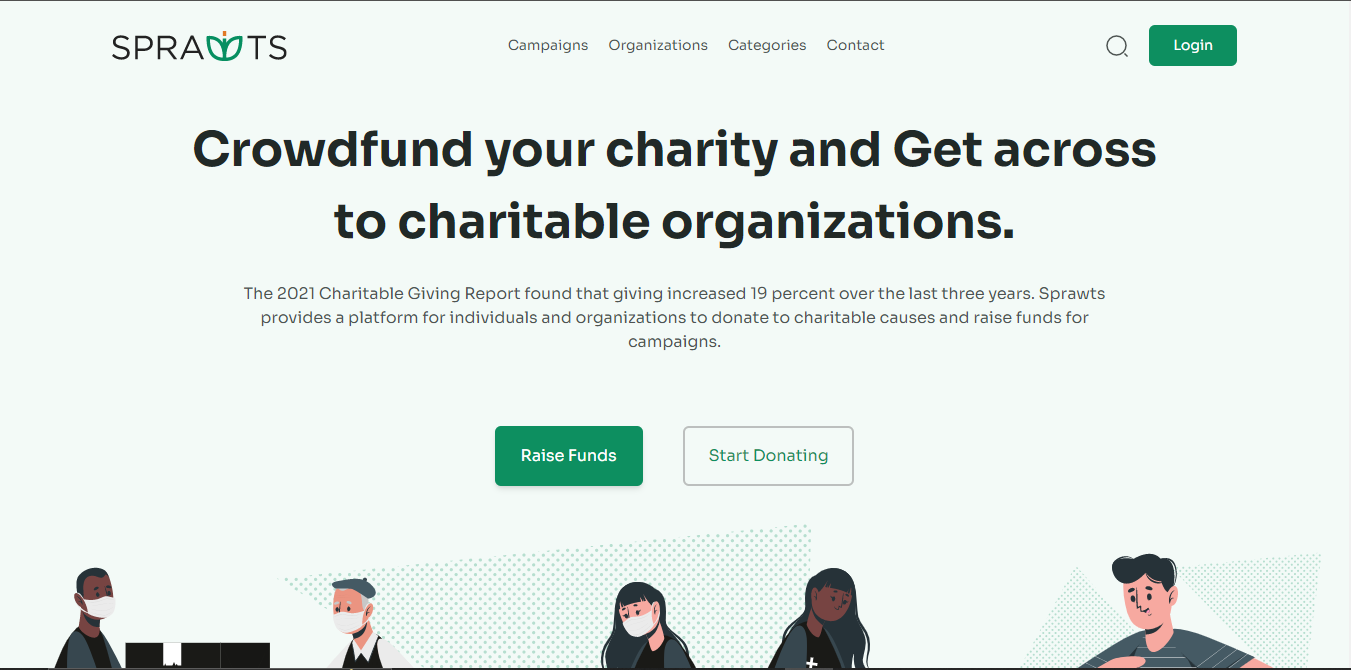 SPRAWTS
Campaigns Organizations Categories Contact
Login
Crowdfund your charity and Get across
to charitable organizations.
The 2021 Charitable Giving Report found that giving increased 19 percent over the last three years. Sprawts
provides a platform for individuals and organizations to donate to charitable causes and raise funds for
campaigns.
Raise Funds
Start Donating